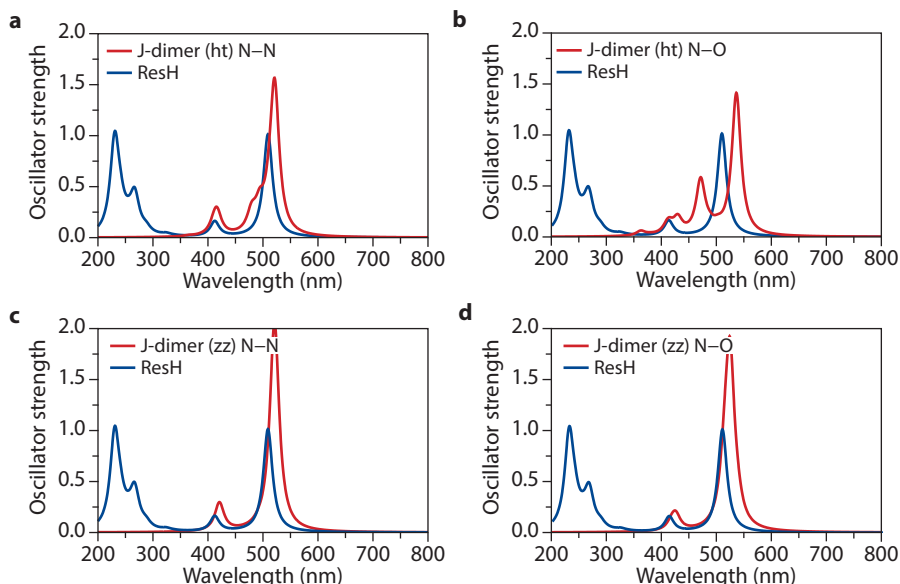 a
2.0
J-dimer (ht) N–N
ResH
1.5
1.0
0.5
0.0
Oscillator strength
200 300 400 500 600 700 800
Wavelength (nm)
b
2.0
J-dimer (ht) N–O
ResH
1.5
1.0
0.5
0.0
Oscillator strength
200 300 400 500 600 700 800
Wavelength (nm)
c
2.0
J-dimer (zz) N–N
ResH
1.5
1.0
0.5
0.0
Oscillator strength
200 300 400 500 600 700 800
Wavelength (nm)
d
2.0
J-dimer (zz) N–O
ResH
1.5
1.0
0.5
0.0
Oscillator strength
200 300 400 500 600 700 800
Wavelength (nm)